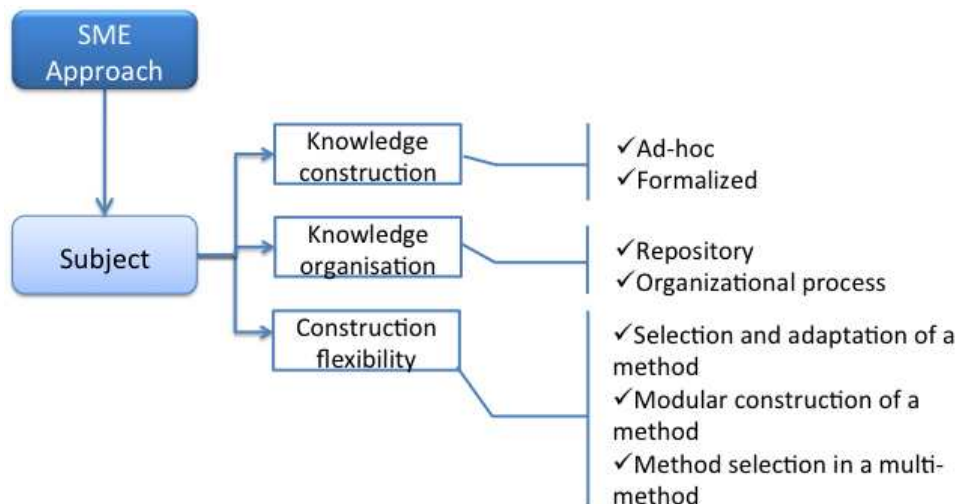 SME
Approach
Subject
Knowledge
construction
✓Ad-hoc
✓Formalized
Knowledge
organisation
✓Repository
✓Organizational process
Construction
flexibility
✓Selection and adaptation of a
method
✓Modular construction of a
method
✓Method selection in a multi-
method